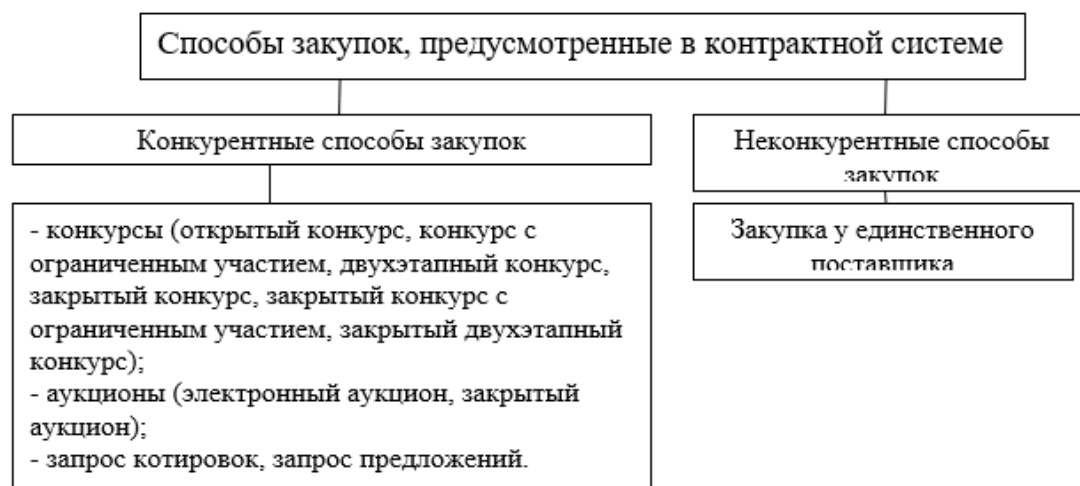 Способы закупок, предусмотренные в контрактной системе
Конкурентные способы закупок
Неконкурентные способы
закупок
- конкурсы (открытый конкурс, конкурс с
ограниченным участием, двухэтапный конкурс,
закрытый конкурс, закрытый конкурс с
ограниченным участием, закрытый двухэтапный
конкурс);
- аукционы (электронный аукцион, закрытый
аукцион);
- запрос котировок, запрос предложений.
Закупка у единственного
поставщика